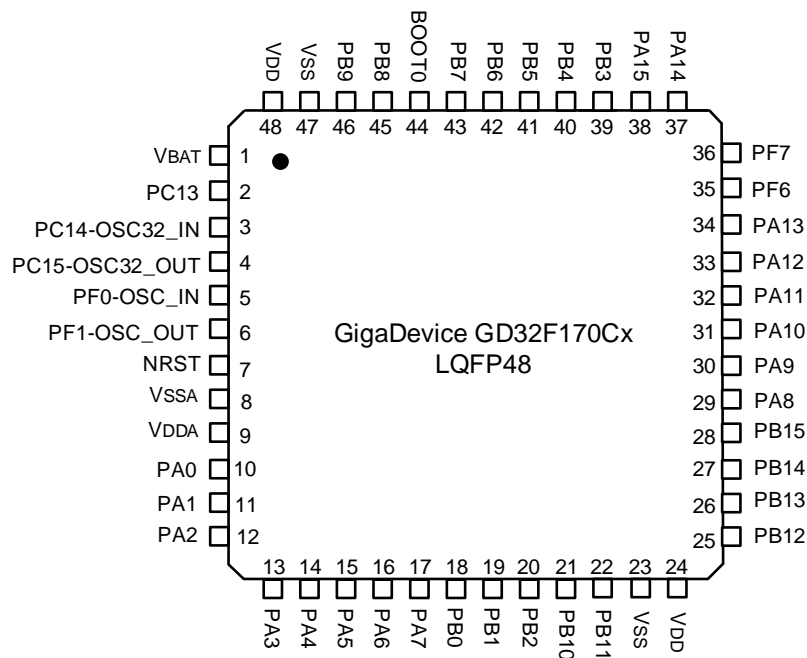 VDD VSS PB9 PB8 BOOT0 PB7 PB6 PB5 PB4 PB3 PA15 PA14
48 47 46 45 44 43 42 41 40 39 38 37
VBAT 1 36 PF7
PC13 2 35 PF6
PC14-OSC32_IN 3 34 PA13
PC15-OSC32_OUT 4 33 PA12
PF0-OSC_IN 5 32 PA11
PF1-OSC_OUT 6 GigaDevice GD32F170Cx 31 PA10
NRST 7 LQFP48 30 PA9
VSSA 8 29 PA8
VDDA 9 28 PB15
PA0 10 27 PB14
PA1 11 26 PB13
PA2 12 25 PB12
13 14 15 16 17 18 19 20 21 22 23 24
PA3 PA4 PA5 PA6 PA7 PB0 PB1 PB2 PB10 PB11 VSS VDD